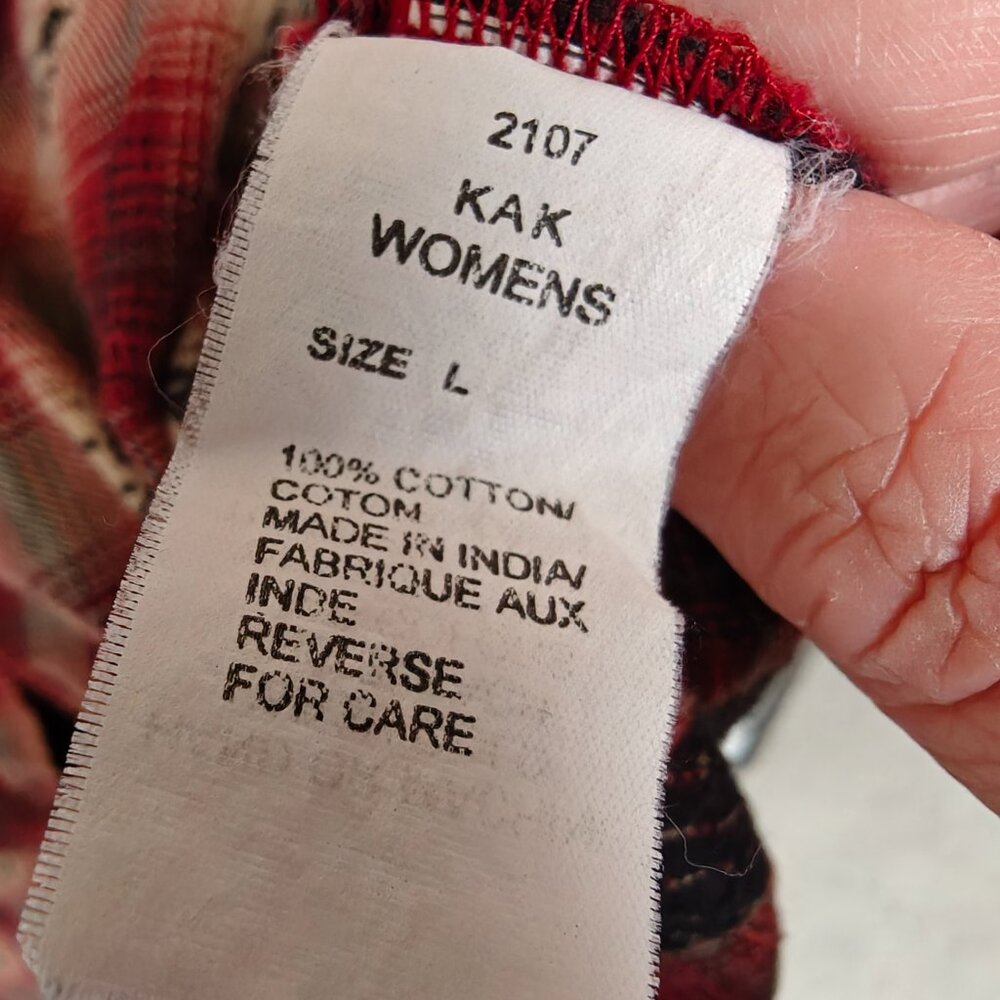 2107
KAK
WOMENS
SIZE L
100% COTTON/
COTOM
MADE IN INDIA/
FABRIQUE AUX
INDE
REVERSE
FOR CARE